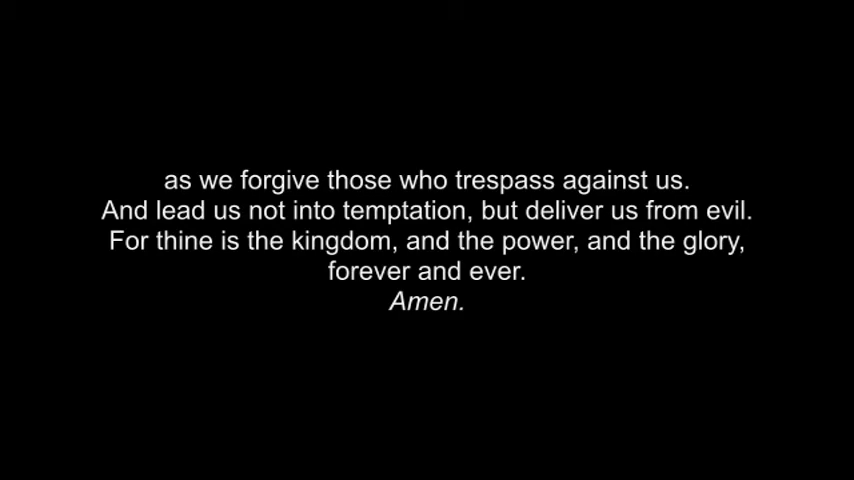 as we forgive those who trespass against us.
And lead us not into temptation, but deliver us from evil.
For thine is the kingdom, and the power, and the glory,
forever and ever.
Amen.